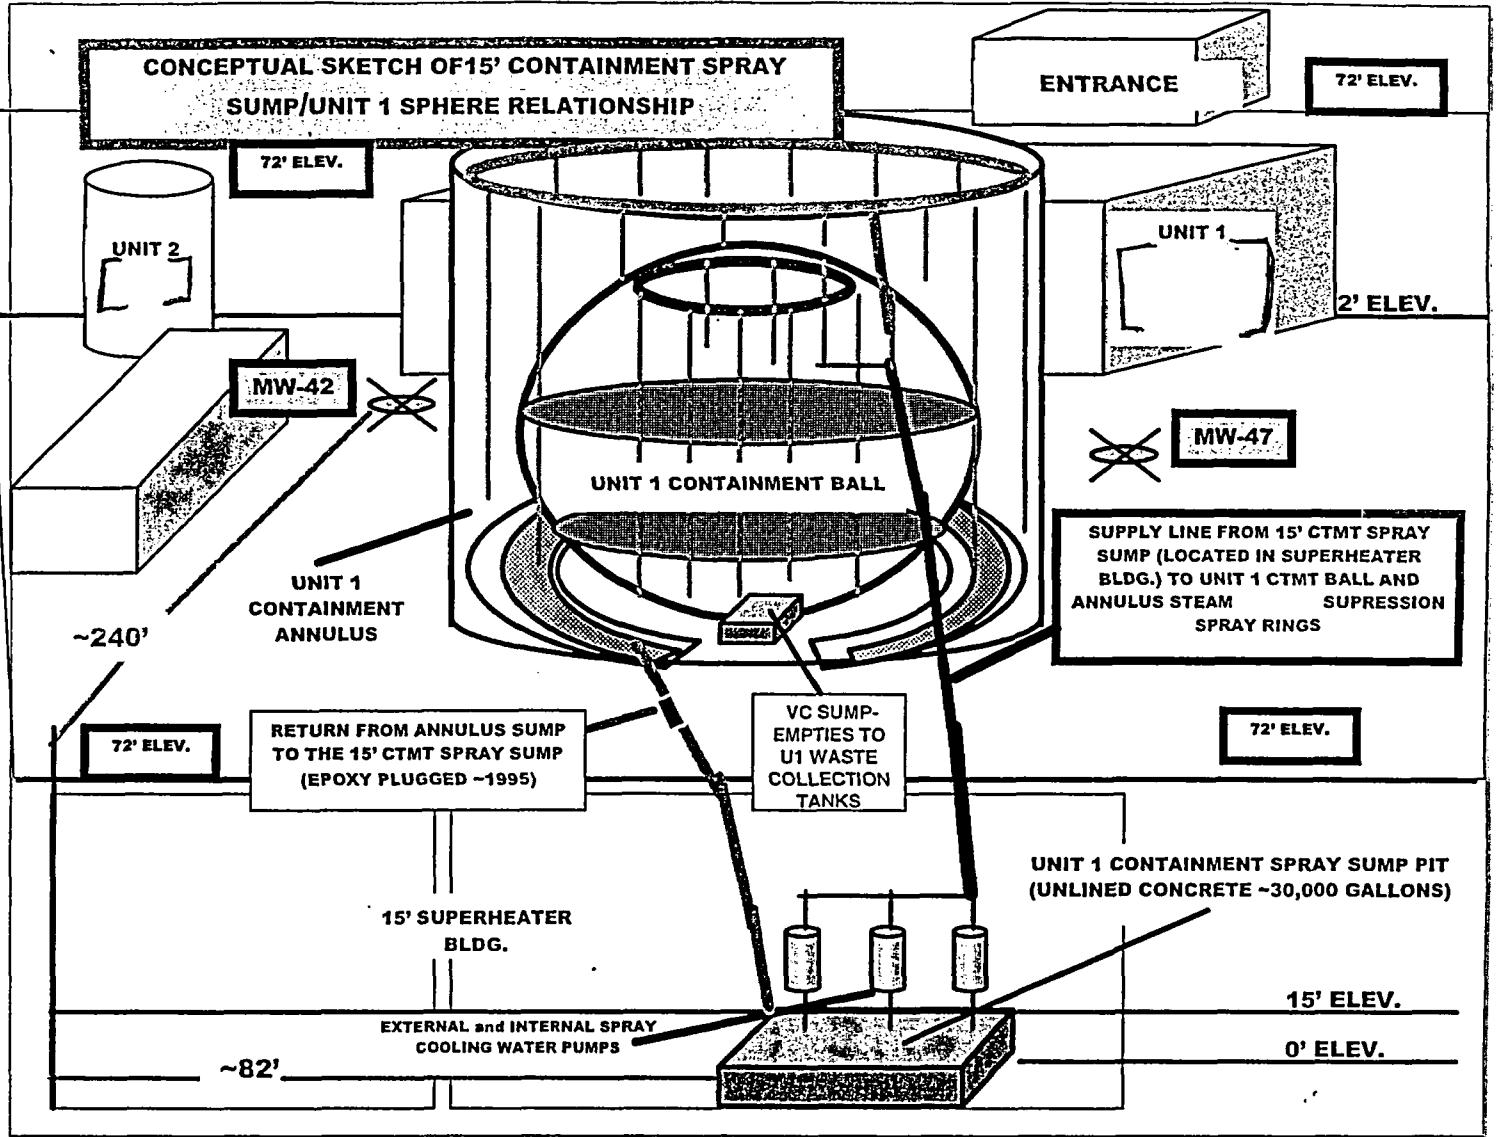 CONCEPTUAL SKETCH OF15' CONTAINMENT SPRAY
SUMP/UNIT 1 SPHERE RELATIONSHIP
ENTRANCE
72' ELEV.
72' ELEV.
UNIT 2
UNIT 1
2' ELEV.
MW-42
MW-47
UNIT 1 CONTAINMENT BALL
SUPPLY LINE FROM 15' CTMT SPRAY
SUMP (LOCATED IN SUPERHEATER
BLDG.) TO UNIT 1 CTMT BALL AND
ANNULUS STEAM SUPRESSION
SPRAY RINGS
UNIT 1
CONTAINMENT
ANNULUS
~240'
72' ELEV.
RETURN FROM ANNULUS SUMP
TO THE 15' CTMT SPRAY SUMP
(EPOXY PLUGGED ~1995)
VC SUMP-
EMPTIES TO
U1 WASTE
COLLECTION
TANKS
72' ELEV.
UNIT 1 CONTAINMENT SPRAY SUMP PIT
(UNLINED CONCRETE ~30,000 GALLONS)
15' SUPERHEATER
BLDG.
15' ELEV.
EXTERNAL and INTERNAL SPRAY
COOLING WATER PUMPS
0' ELEV.
~82'